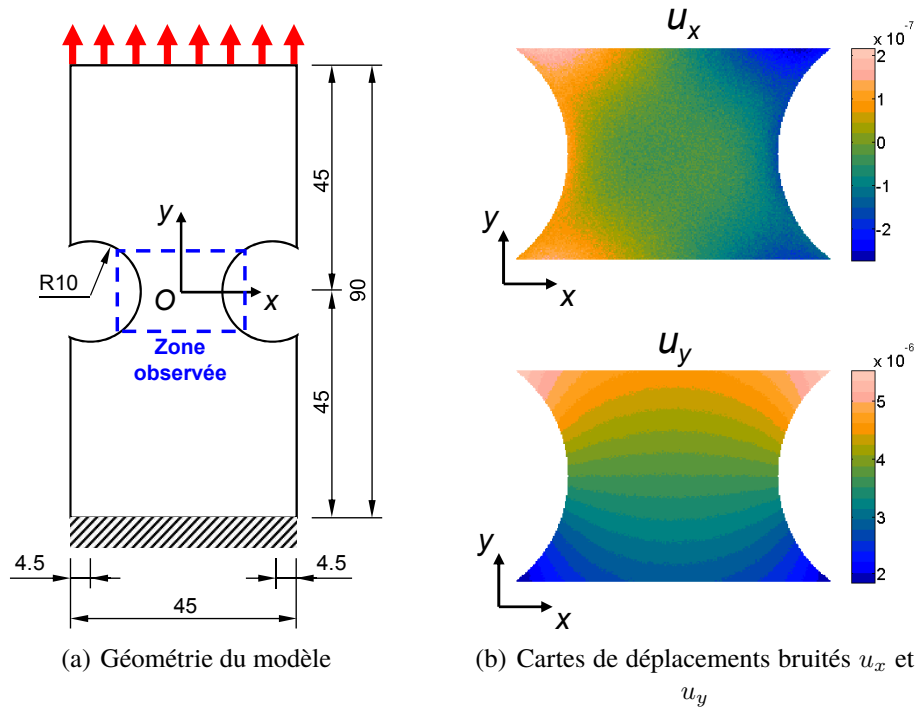 y
x
O
R10
Zone
observée
45
45
90
4.5
4.5
45
(a) Géométrie du modèle
u_x
x 10^-7
2
1
0
-1
-2
y
x
u_y
x 10^-6
5
4
3
2
y
x
(b) Cartes de déplacements bruités u_x et
u_y